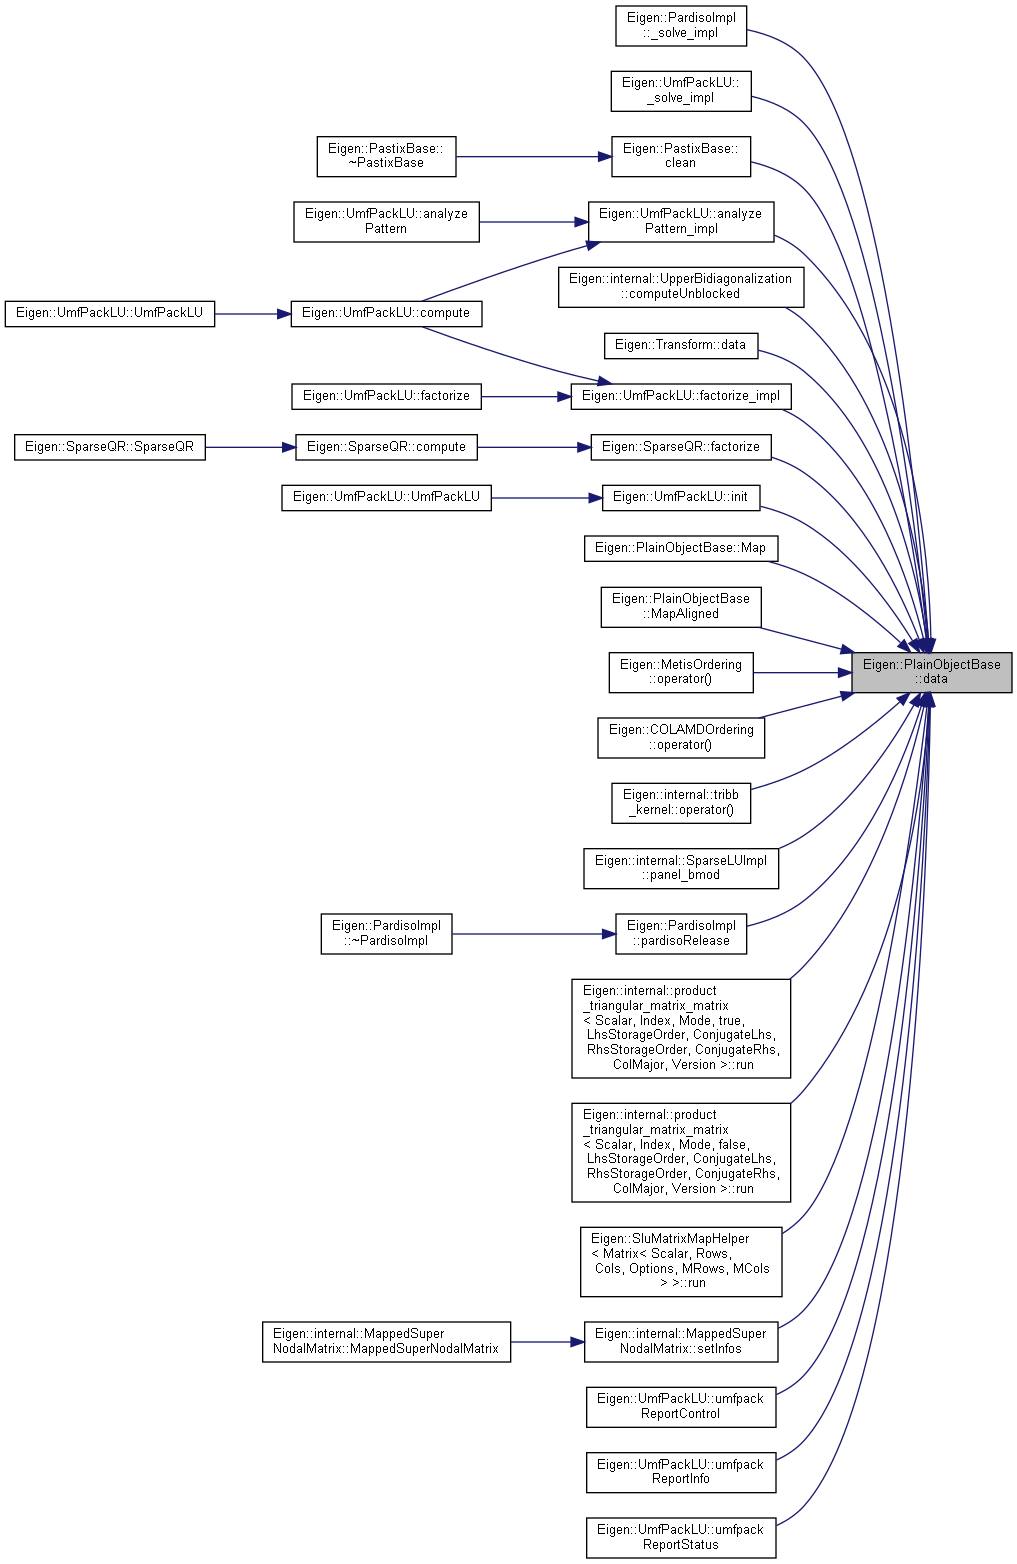 Eigen::PardisoImpl
::_solve_impl
Eigen::UmfPackLU::
_solve_impl
Eigen::PastixBase::
~PastixBase
Eigen::PastixBase::
clean
Eigen::UmfPackLU::analyze
Pattern
Eigen::UmfPackLU::analyze
Pattern_impl
Eigen::internal::UpperBidiagonalization
::computeUnblocked
Eigen::UmfPackLU::UmfPackLU
Eigen::UmfPackLU::compute
Eigen::Transform::data
Eigen::UmfPackLU::factorize
Eigen::UmfPackLU::factorize_impl
Eigen::SparseQR::SparseQR
Eigen::SparseQR::compute
Eigen::SparseQR::factorize
Eigen::UmfPackLU::UmfPackLU
Eigen::UmfPackLU::init
Eigen::PlainObjectBase::Map
Eigen::PlainObjectBase
::MapAligned
Eigen::MetisOrdering
::operator()
Eigen::PlainObjectBase
::data
Eigen::COLAMDOrdering
::operator()
Eigen::internal::tribb
_kernel::operator()
Eigen::internal::SparseLUImpl
::panel_bmod
Eigen::PardisoImpl
::~PardisoImpl
Eigen::PardisoImpl
::pardisoRelease
Eigen::internal::product
_triangular_matrix_matrix
< Scalar, Index, Mode, true,
LhsStorageOrder, ConjugateLhs,
RhsStorageOrder, ConjugateRhs,
ColMajor, Version >::run
Eigen::internal::product
_triangular_matrix_matrix
< Scalar, Index, Mode, false,
LhsStorageOrder, ConjugateLhs,
RhsStorageOrder, ConjugateRhs,
ColMajor, Version >::run
Eigen::SluMatrixMapHelper
< Matrix< Scalar, Rows,
Cols, Options, MRows, MCols
> >::run
Eigen::internal::MappedSuper
NodalMatrix::MappedSuperNodalMatrix
Eigen::internal::MappedSuper
NodalMatrix::setInfos
Eigen::UmfPackLU::umfpack
ReportControl
Eigen::UmfPackLU::umfpack
ReportInfo
Eigen::UmfPackLU::umfpack
ReportStatus